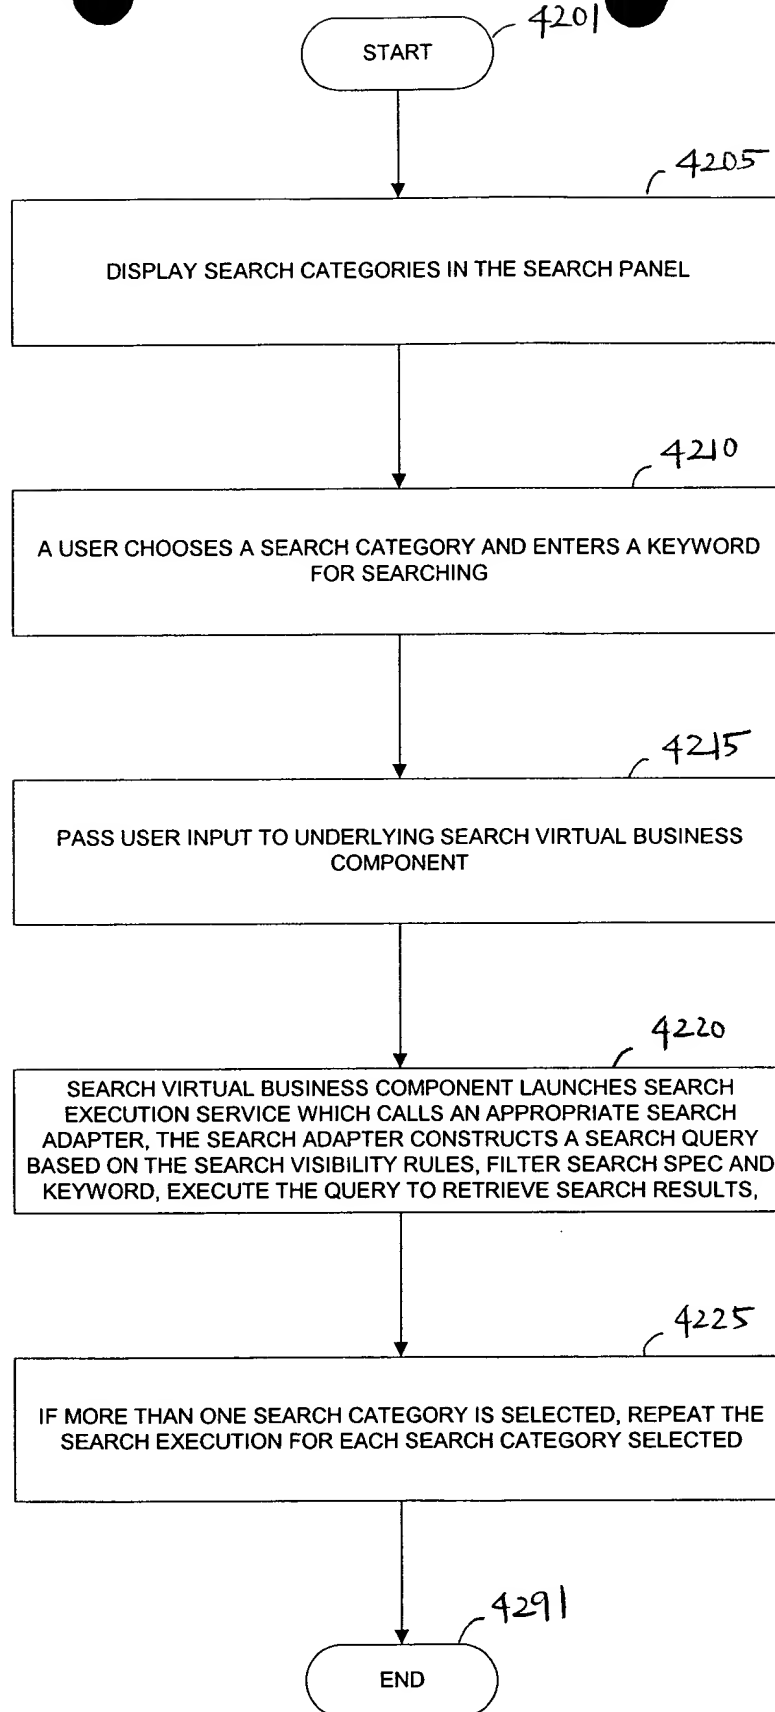 4201
START
4205
DISPLAY SEARCH CATEGORIES IN THE SEARCH PANEL
4210
A USER CHOOSES A SEARCH CATEGORY AND ENTERS A KEYWORD
FOR SEARCHING
4215
PASS USER INPUT TO UNDERLYING SEARCH VIRTUAL BUSINESS
COMPONENT
4220
SEARCH VIRTUAL BUSINESS COMPONENT LAUNCHES SEARCH
EXECUTION SERVICE WHICH CALLS AN APPROPRIATE SEARCH
ADAPTER, THE SEARCH ADAPTER CONSTRUCTS A SEARCH QUERY
BASED ON THE SEARCH VISIBILITY RULES, FILTER SEARCH SPEC AND
KEYWORD, EXECUTE THE QUERY TO RETRIEVE SEARCH RESULTS,
4225
IF MORE THAN ONE SEARCH CATEGORY IS SELECTED, REPEAT THE
SEARCH EXECUTION FOR EACH SEARCH CATEGORY SELECTED
4291
END